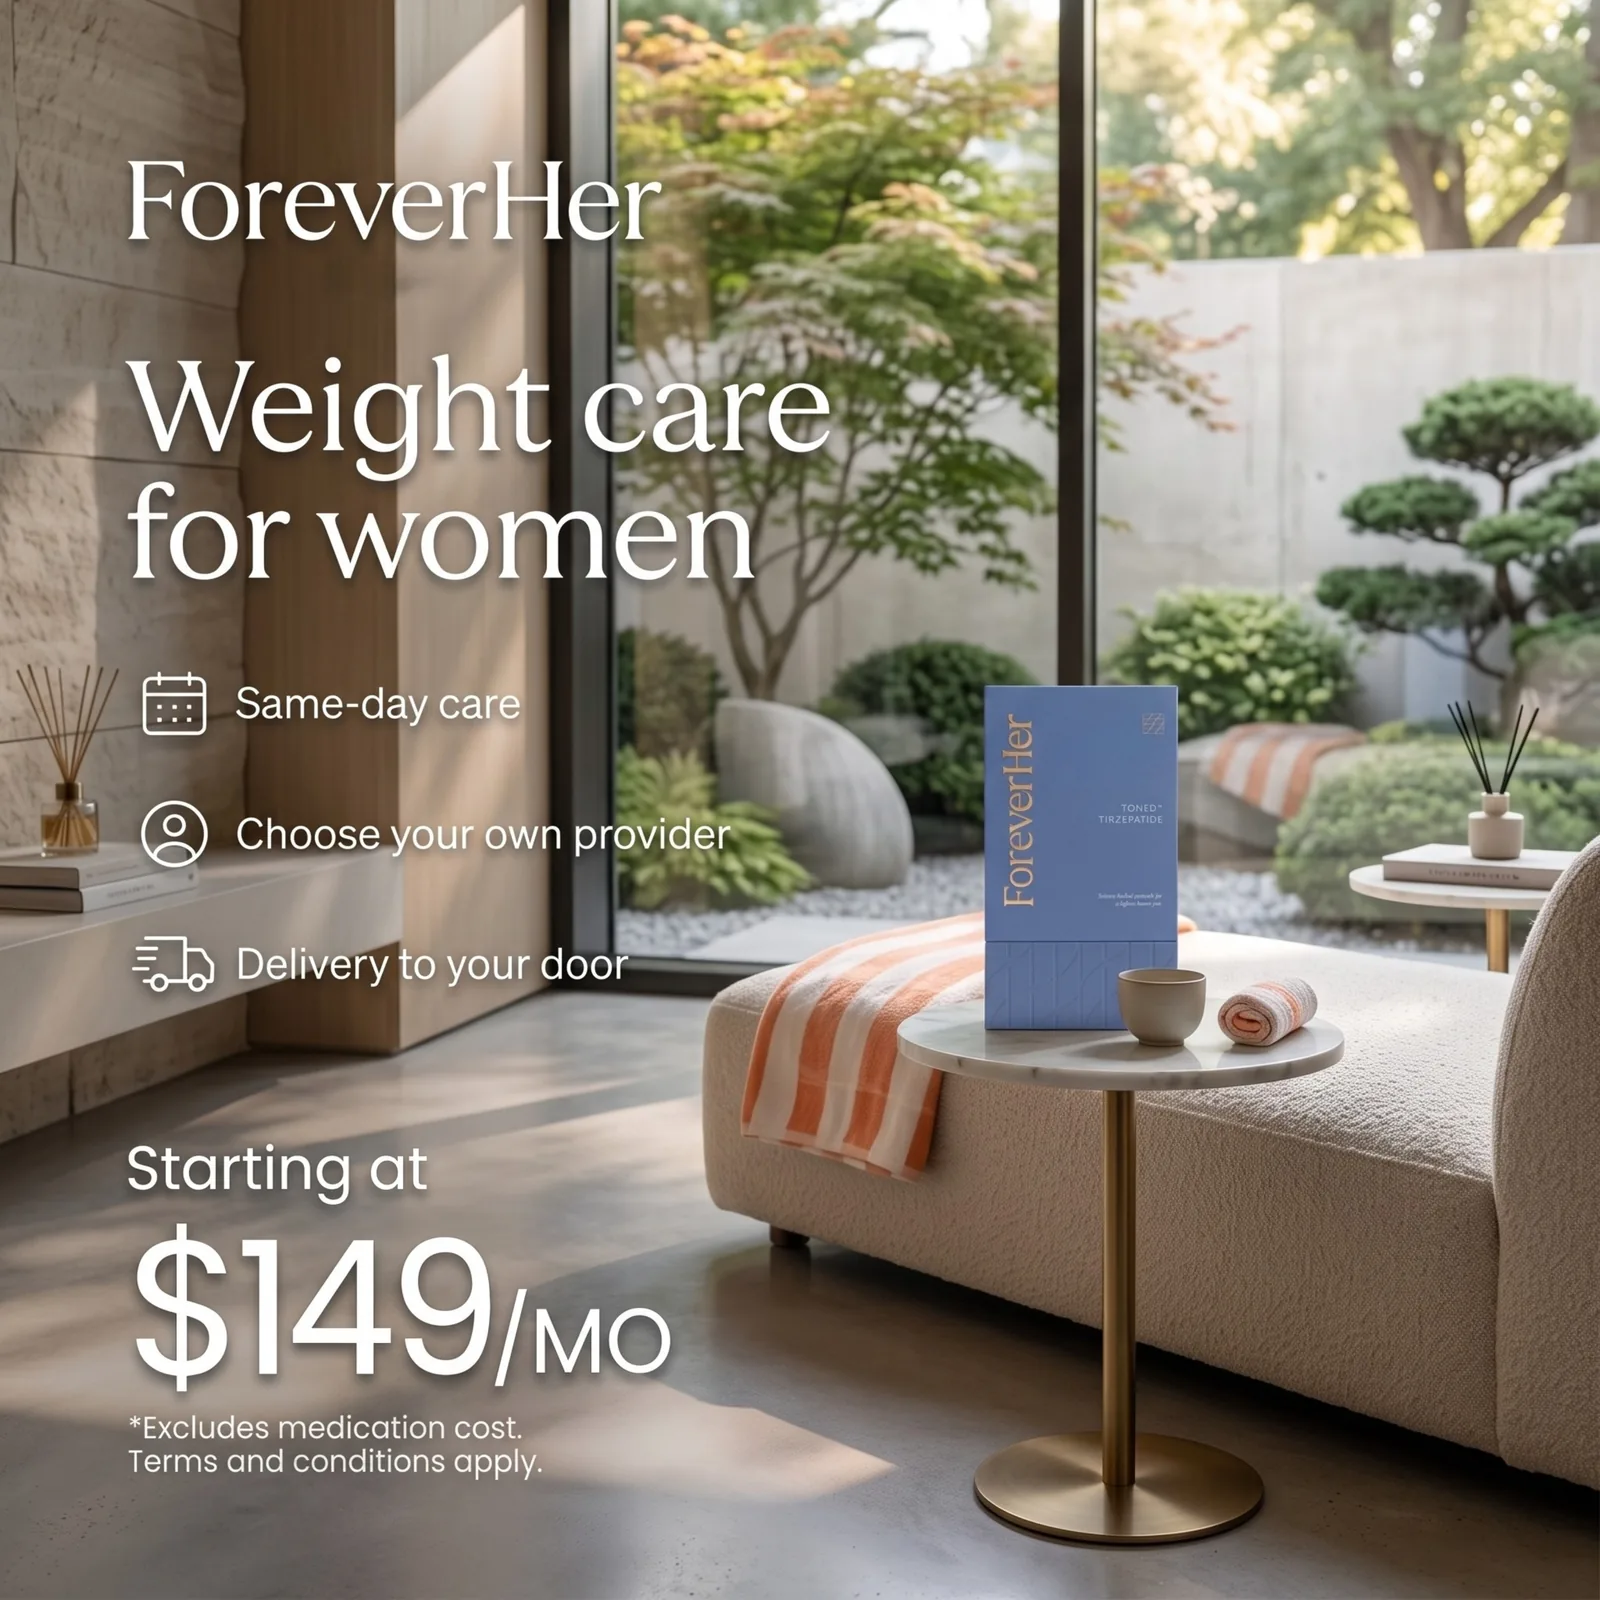 ForeverHer
Weight care
for women
Same-day care
Choose your own provider
Delivery to your door
Starting at
$149/MO
*Excludes medication cost.
Terms and conditions apply.
ForeverHer
TONED™
TIRZEPATIDE